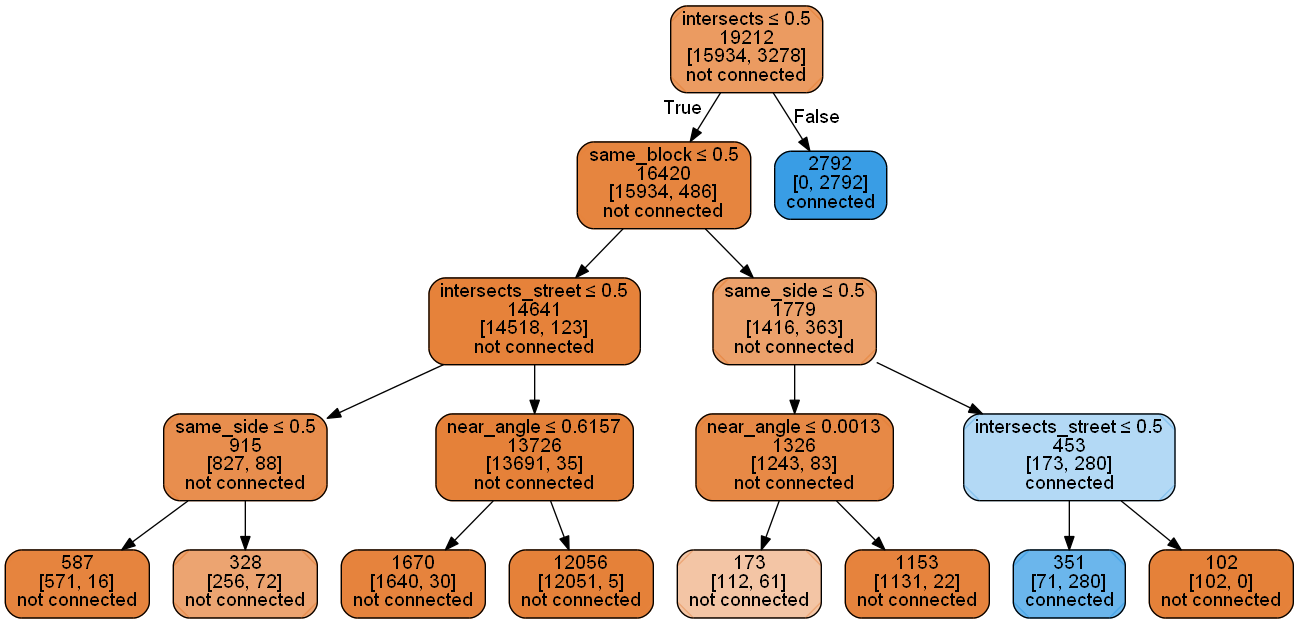 intersects ≤ 0.5
19212
[15934, 3278]
not connected
True
False
same_block ≤ 0.5
16420
[15934, 486]
not connected
2792
[0, 2792]
connected
intersects_street ≤ 0.5
14641
[14518, 123]
not connected
same_side ≤ 0.5
1779
[1416, 363]
not connected
same_side ≤ 0.5
915
[827, 88]
not connected
near_angle ≤ 0.6157
13726
[13691, 35]
not connected
near_angle ≤ 0.0013
1326
[1243, 83]
not connected
intersects_street ≤ 0.5
453
[173, 280]
connected
587
[571, 16]
not connected
328
[256, 72]
not connected
1670
[1640, 30]
not connected
12056
[12051, 5]
not connected
173
[112, 61]
not connected
1153
[1131, 22]
not connected
351
[71, 280]
connected
102
[102, 0]
not connected